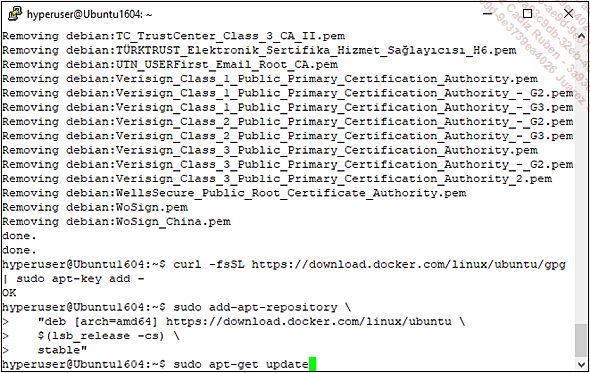 hyperuser@Ubuntu1604: ~
Removing debian:TC_TrustCenter_Class_3_CA_II.pem
Removing debian:TÜRKTRUST_Elektronik_Sertifika_Hizmet_Sağlayıcısı_H6.pem
Removing debian:UTN_USERFirst_Email_Root_CA.pem
Removing debian:Verisign_Class_1_Public_Primary_Certification_Authority.pem
Removing debian:Verisign_Class_1_Public_Primary_Certification_Authority_-_G2.pem
Removing debian:Verisign_Class_1_Public_Primary_Certification_Authority_-_G3.pem
Removing debian:Verisign_Class_2_Public_Primary_Certification_Authority_-_G2.pem
Removing debian:Verisign_Class_2_Public_Primary_Certification_Authority_-_G3.pem
Removing debian:Verisign_Class_3_Public_Primary_Certification_Authority.pem
Removing debian:Verisign_Class_3_Public_Primary_Certification_Authority_-_G2.pem
Removing debian:Verisign_Class_3_Public_Primary_Certification_Authority_2.pem
Removing debian:WellsSecure_Public_Root_Certificate_Authority.pem
Removing debian:WoSign.pem
Removing debian:WoSign_China.pem
done.
done.
hyperuser@Ubuntu1604:~$ curl -fsSL https://download.docker.com/linux/ubuntu/gpg
| sudo apt-key add -
OK
hyperuser@Ubuntu1604:~$ sudo add-apt-repository \
>    "deb [arch=amd64] https://download.docker.com/linux/ubuntu \
>    $(lsb_release -cs) \
>    stable"
hyperuser@Ubuntu1604:~$ sudo apt-get update